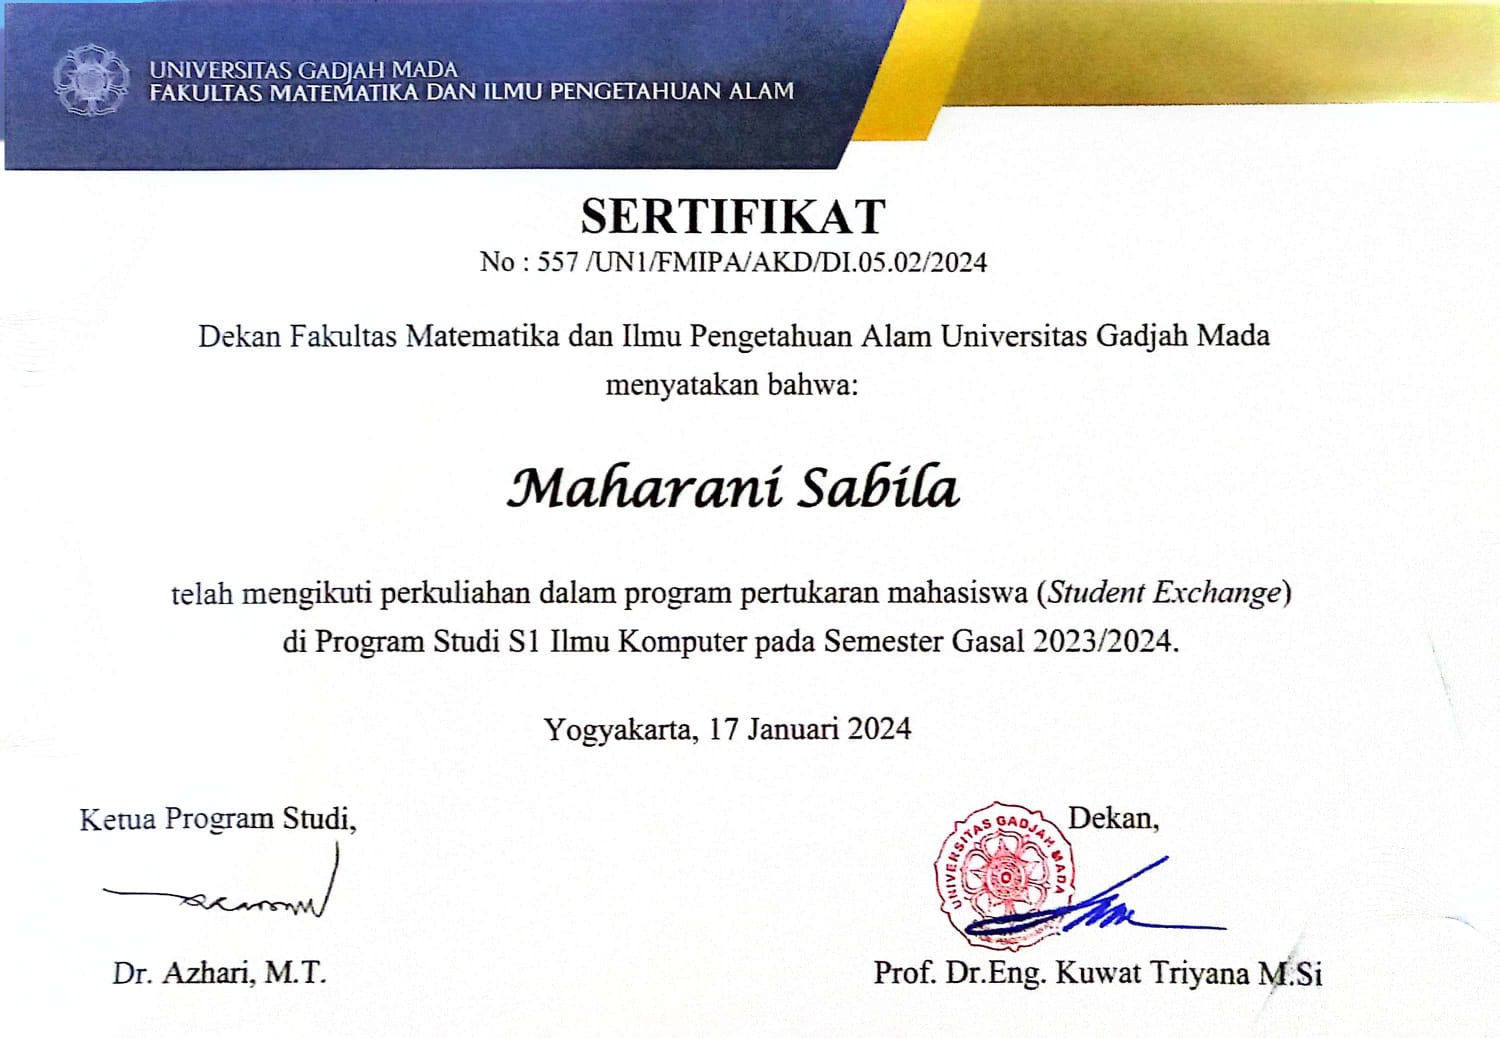 UNIVERSITAS GADJAH MADA
FAKULTAS MATEMATIKA DAN ILMU PENGETAHUAN ALAM
SERTIFIKAT
No : 557 /UN1/FMIPA/AKD/DI.05.02/2024
Dekan Fakultas Matematika dan Ilmu Pengetahuan Alam Universitas Gadjah Mada
menyatakan bahwa:
Maharani Sabila
telah mengikuti perkuliahan dalam program pertukaran mahasiswa (Student Exchange)
di Program Studi S1 Ilmu Komputer pada Semester Gasal 2023/2024.
Yogyakarta, 17 Januari 2024
Ketua Program Studi,
Dekan,
UNIVERSITAS GADJAH MADA
Dr. Azhari, M.T.
Prof. Dr.Eng. Kuwat Triyana M.Si